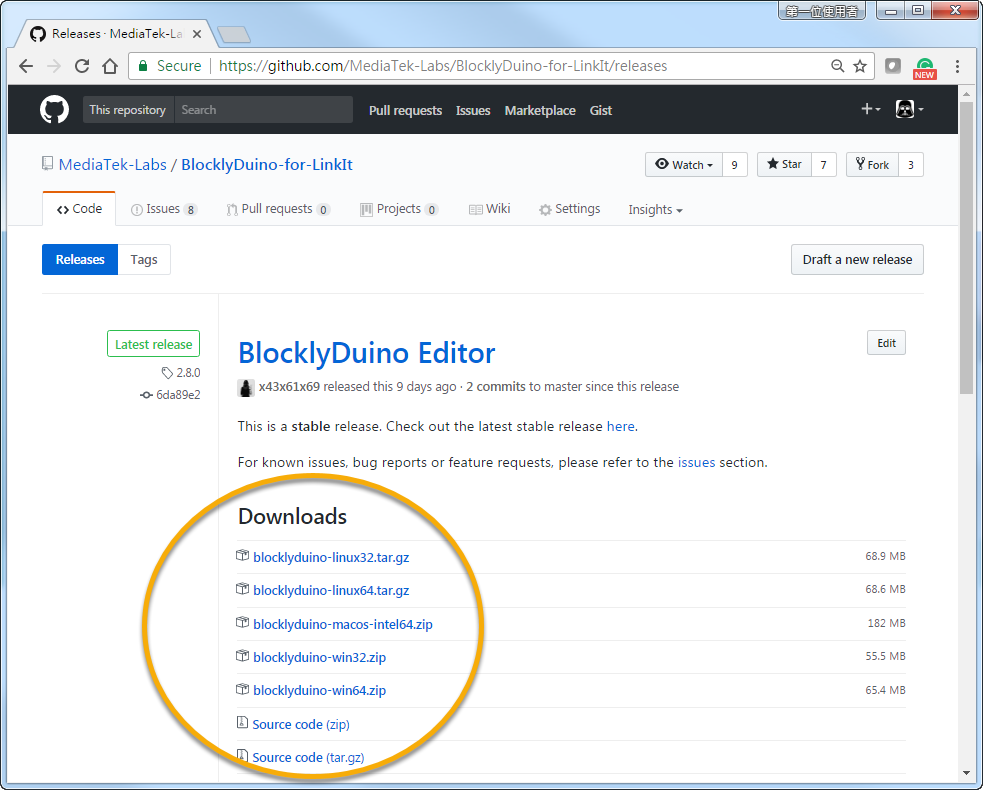 第一位使用者
Releases · MediaTek-La
Secure https://github.com/MediaTek-Labs/BlocklyDuino-for-LinkIt/releases
NEW
This repository Search Pull requests Issues Marketplace Gist
MediaTek-Labs / BlocklyDuino-for-LinkIt Watch 9 Star 7 Fork 3
Code Issues 8 Pull requests 0 Projects 0 Wiki Settings Insights
Releases Tags Draft a new release
Latest release
2.8.0
6da89e2
BlocklyDuino Editor Edit
x43x61x69 released this 9 days ago · 2 commits to master since this release
This is a stable release. Check out the latest stable release here.
For known issues, bug reports or feature requests, please refer to the issues section.
Downloads
blocklyduino-linux32.tar.gz 68.9 MB
blocklyduino-linux64.tar.gz 68.6 MB
blocklyduino-macos-intel64.zip 182 MB
blocklyduino-win32.zip 55.5 MB
blocklyduino-win64.zip 65.4 MB
Source code (zip)
Source code (tar.gz)